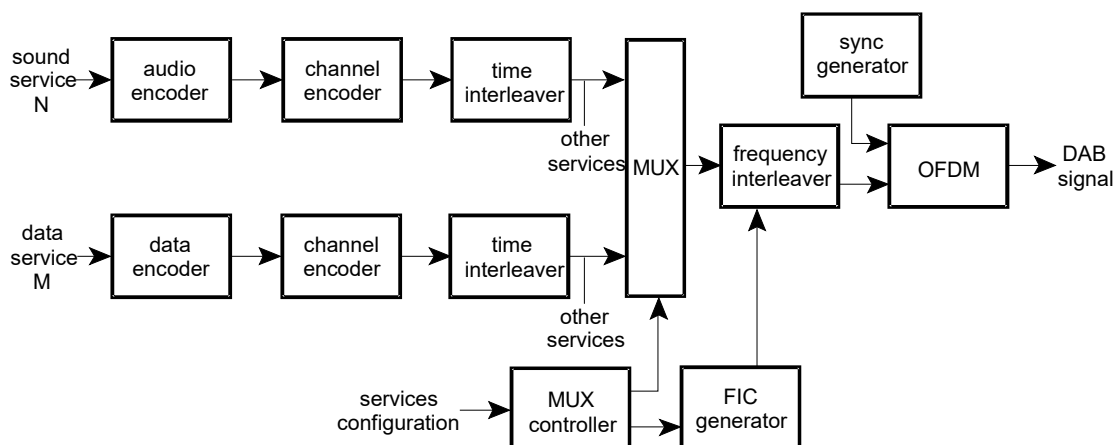 sound
service
N
audio
encoder
channel
encoder
time
interleaver
other
services
MUX
frequency
interleaver
sync
generator
OFDM
DAB
signal
data
service
M
data
encoder
channel
encoder
time
interleaver
other
services
services
configuration
MUX
controller
FIC
generator